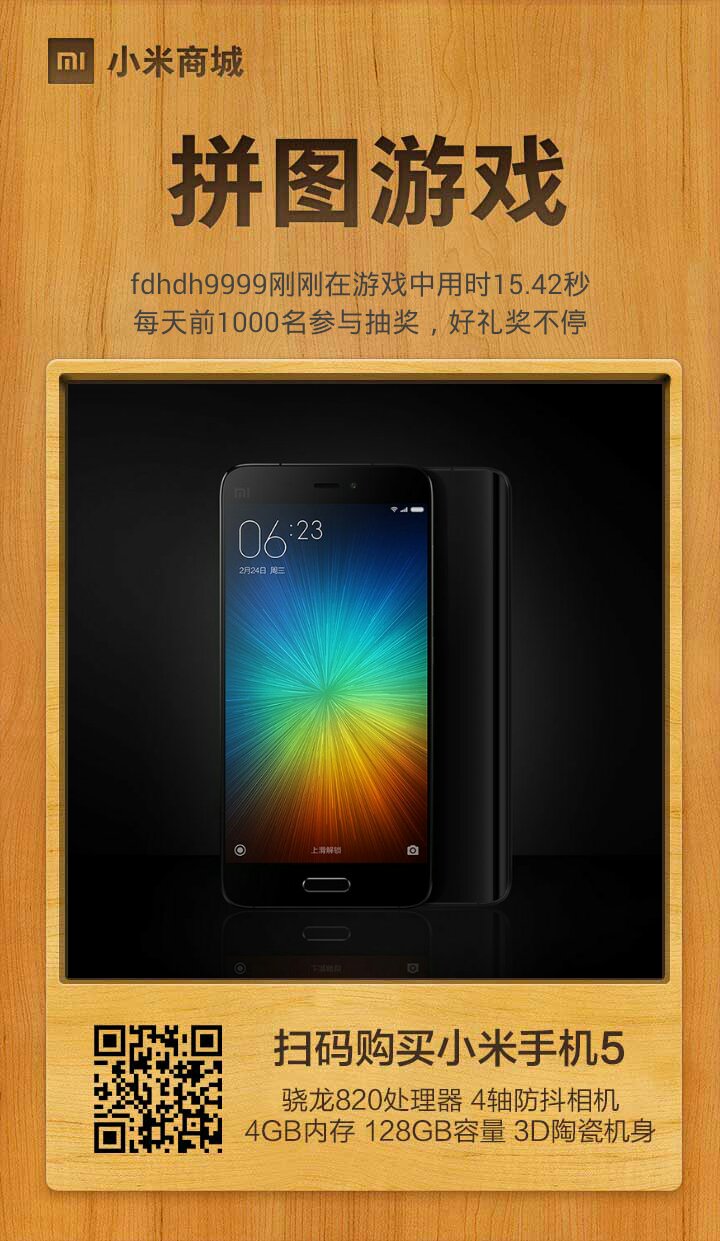 小米商城
拼图游戏
fdhdh9999刚刚在游戏中用时15.42秒
每天前1000名参与抽奖，好礼奖不停
06:23
2月24日 周三
上滑解锁
扫码购买小米手机5
骁龙820处理器 4轴防抖相机
4GB内存 128GB容量 3D陶瓷机身